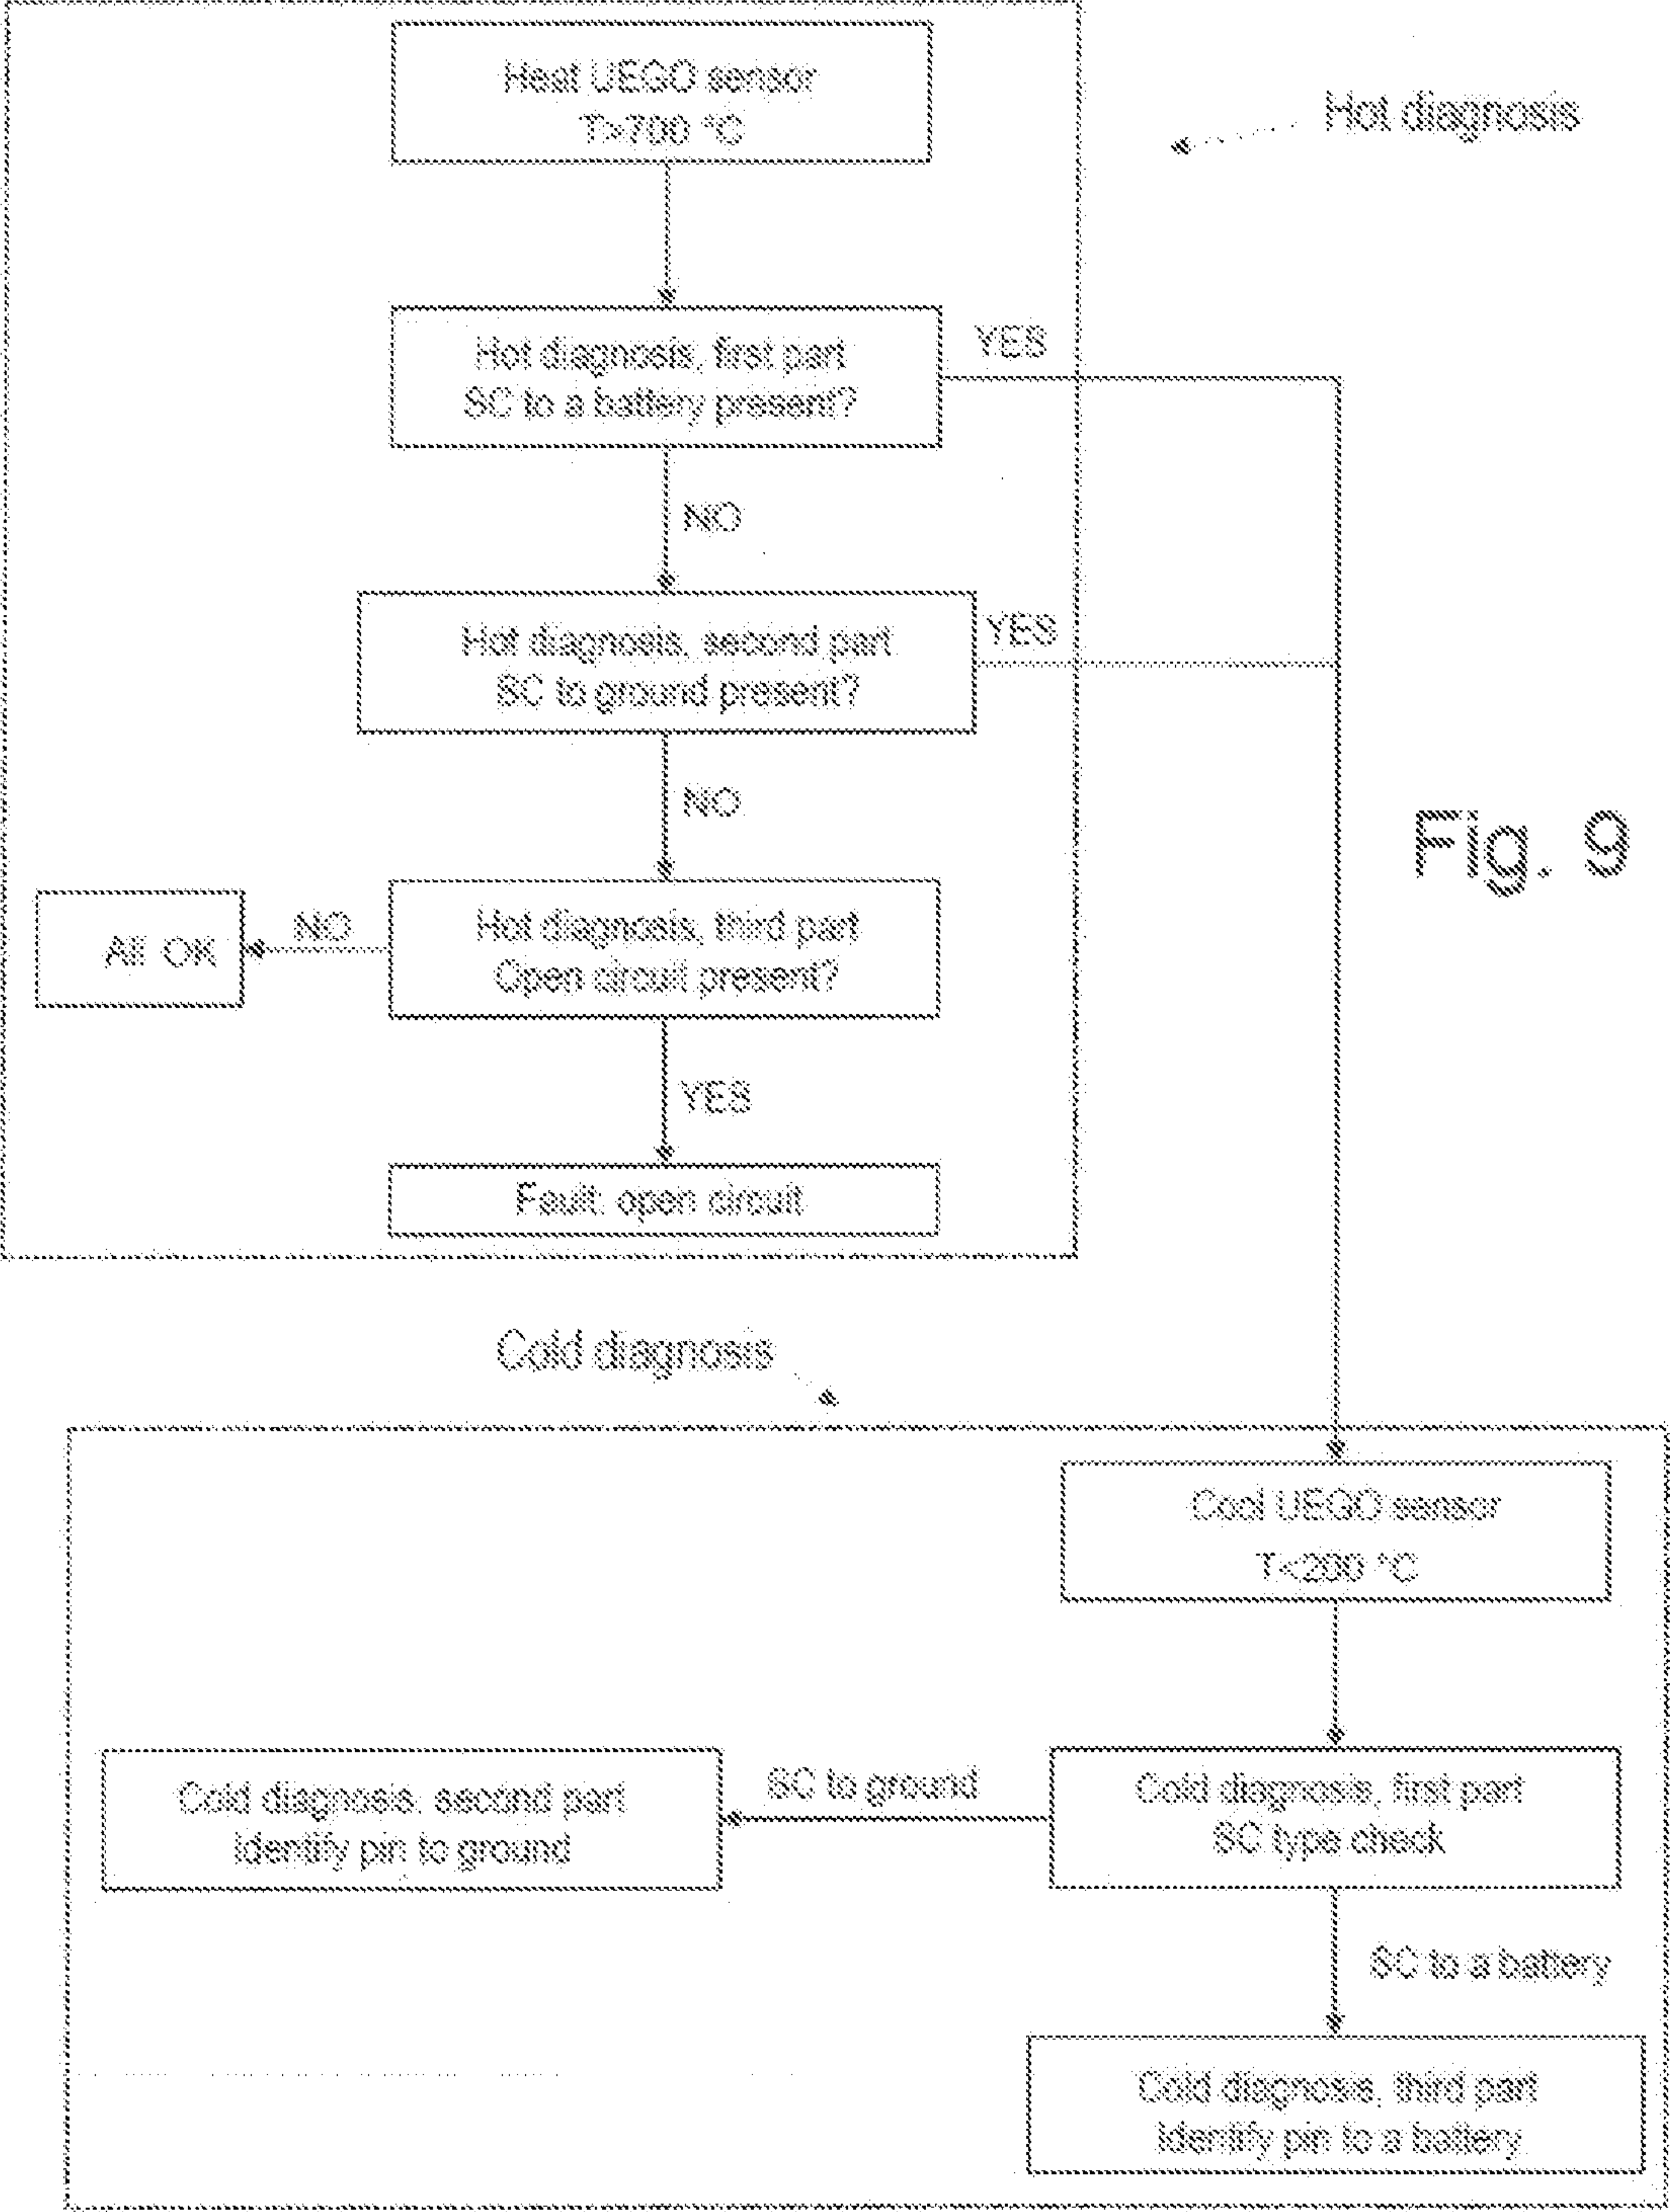 Heat UEGO sensor
T>700 °C
Hot diagnosis
Hot diagnosis, first part
SC to a battery present?
YES
NO
Hot diagnosis, second part
SC to ground present?
YES
NO
Fig. 9
Hot diagnosis, third part
Open circuit present?
NO
All OK
YES
Fault: open circuit
Cold diagnosis
Cool UEGO sensor
T<200 °C
Cold diagnosis, first part
SC type check
SC to ground
Cold diagnosis, second part
Identify pin to ground
SC to a battery
Cold diagnosis, third part
Identify pin to a battery